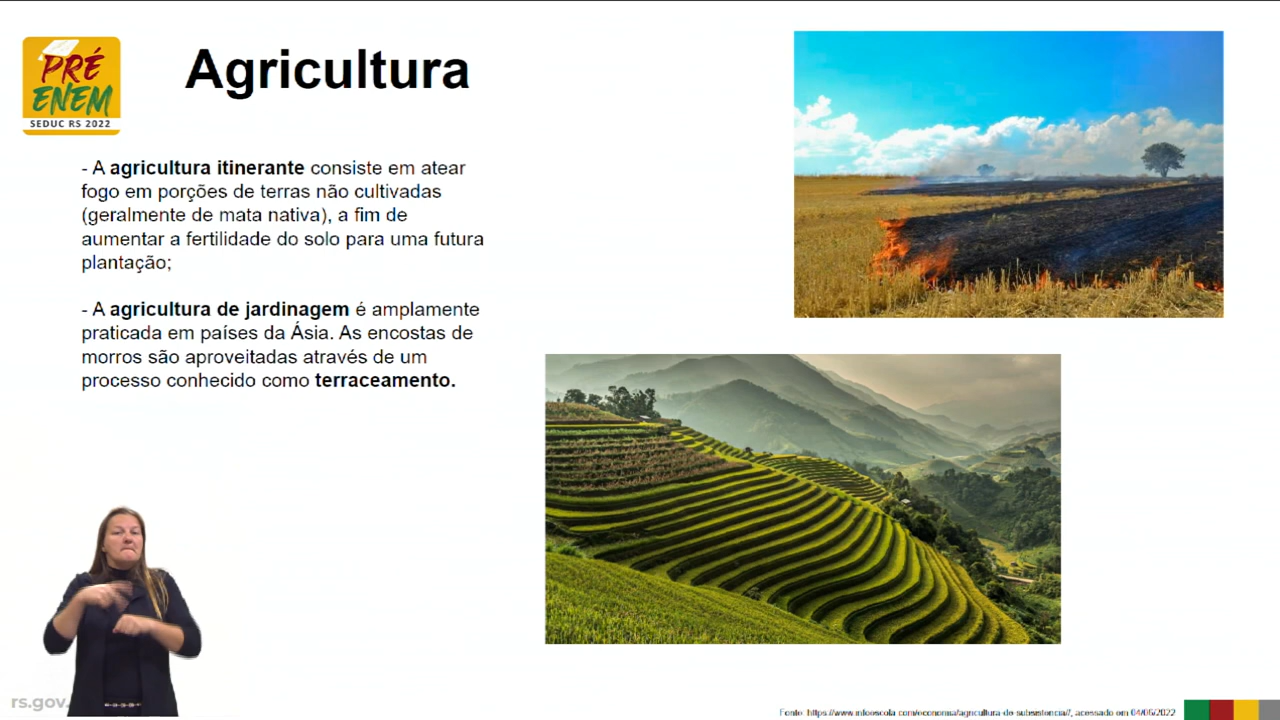 PRÉ
ENEM
SEDUC RS 2022
Agricultura
- A agricultura itinerante consiste em atear
fogo em porções de terras não cultivadas
(geralmente de mata nativa), a fim de
aumentar a fertilidade do solo para uma futura
plantação;
- A agricultura de jardinagem é amplamente
praticada em países da Ásia. As encostas de
morros são aproveitadas através de um
processo conhecido como terraceamento.
rs.gov.
Fonte: https://www.infoescola.com/economia/agricultura-de-subsistencia//, acessado em 04/06/2022